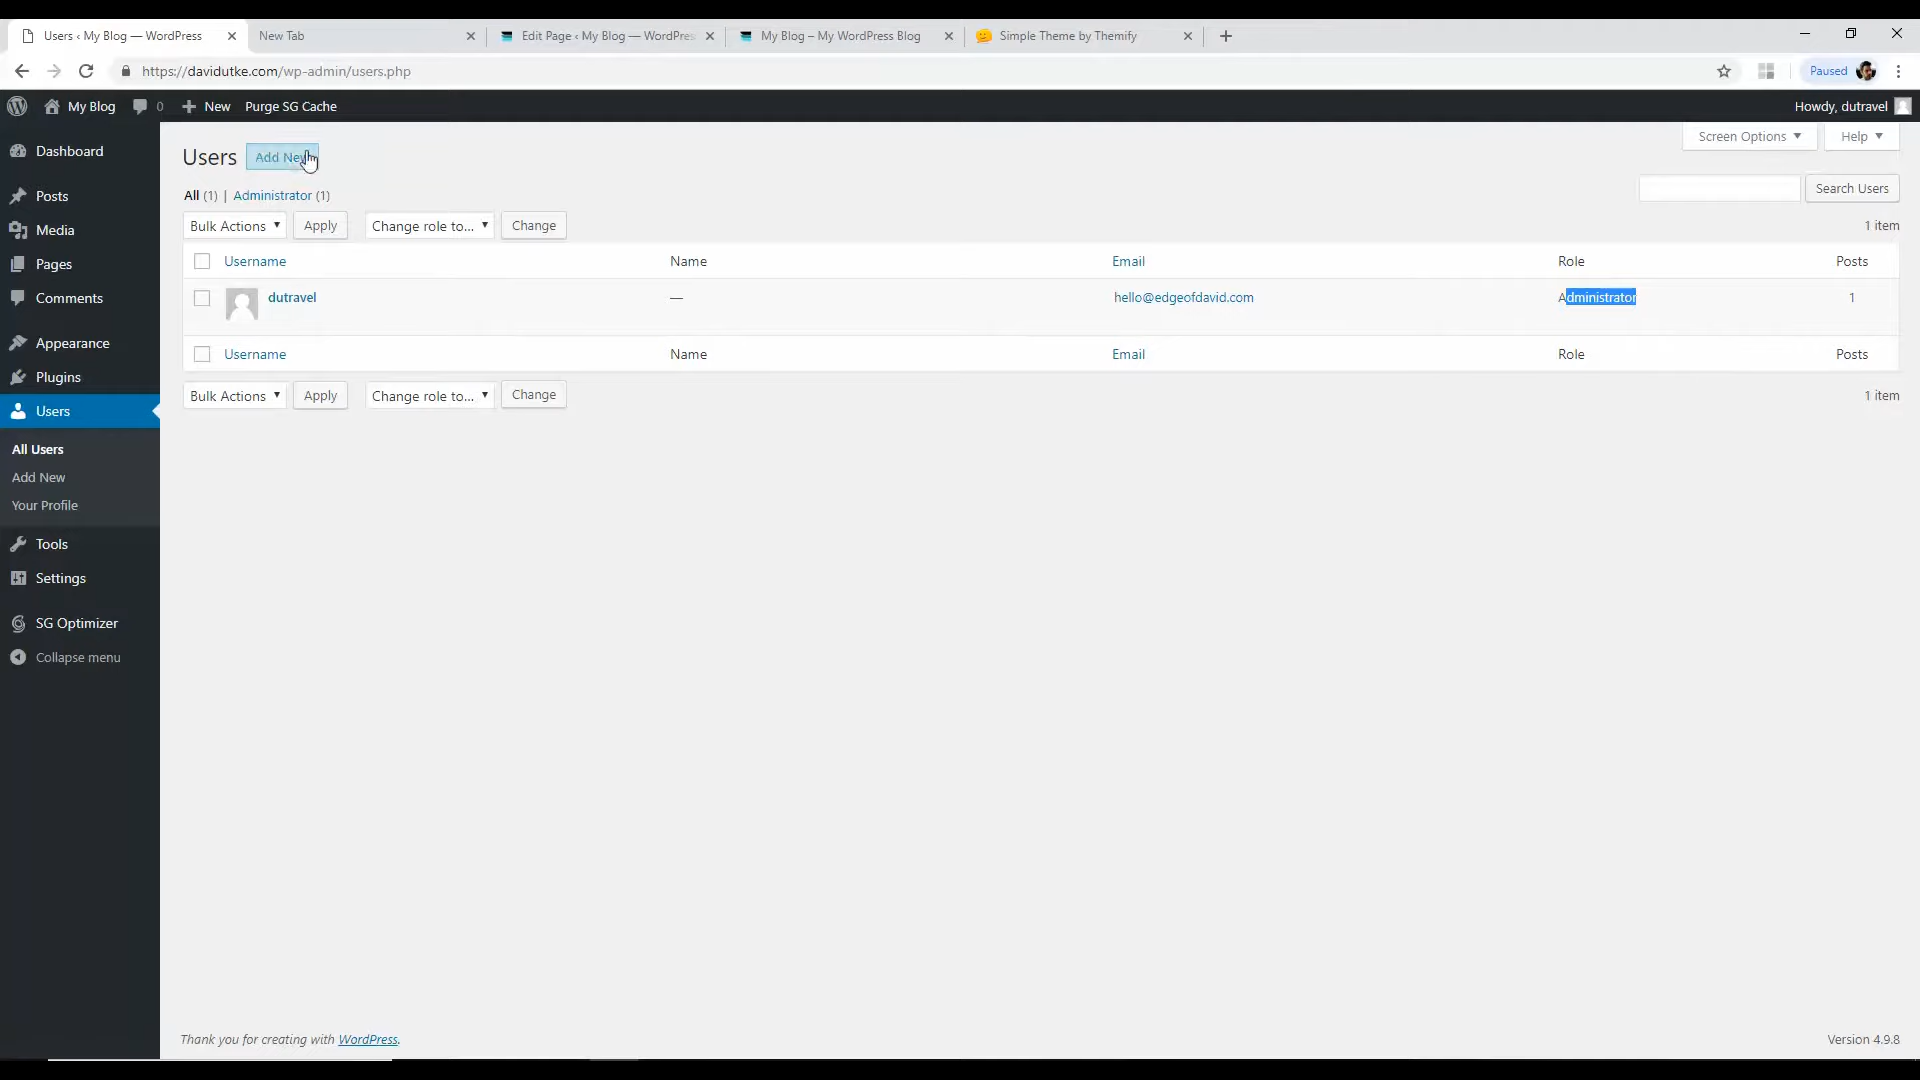 Users ‹ My Blog — WordPress
New Tab
Edit Page ‹ My Blog — WordPres
My Blog – My WordPress Blog
Simple Theme by Themify
https://davidutke.com/wp-admin/users.php
Paused
My Blog
0
New
Purge SG Cache
Howdy, dutravel
Dashboard
Posts
Media
Pages
Comments
Appearance
Plugins
Users
All Users
Add New
Your Profile
Tools
Settings
SG Optimizer
Collapse menu
Screen Options
Help
Users
Add New
All (1) | Administrator (1)
Search Users
Bulk Actions
Apply
Change role to...
Change
1 item
Username
Name
Email
Role
Posts
dutravel
—
hello@edgeofdavid.com
Administrator
1
Username
Name
Email
Role
Posts
Bulk Actions
Apply
Change role to...
Change
1 item
Thank you for creating with WordPress.
Version 4.9.8